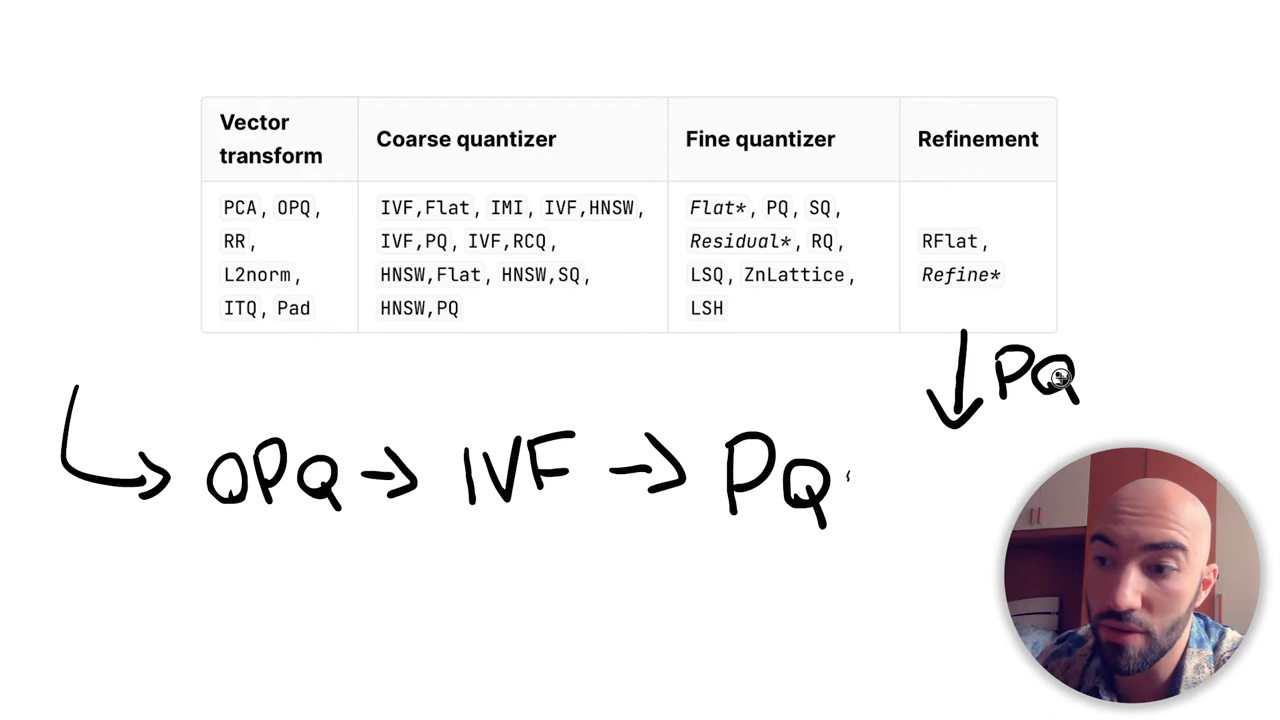 Vector transform
Coarse quantizer
Fine quantizer
Refinement
PCA, OPQ,
RR,
L2norm,
ITQ, Pad
IVF,Flat, IMI, IVF,HNSW,
IVF,PQ, IVF,RCQ,
HNSW,Flat, HNSW,SQ,
HNSW,PQ
Flat*, PQ, SQ,
Residual*, RQ,
LSQ, ZnLattice,
LSH
RFlat,
Refine*
PQ
OPQ → IVF → PQ